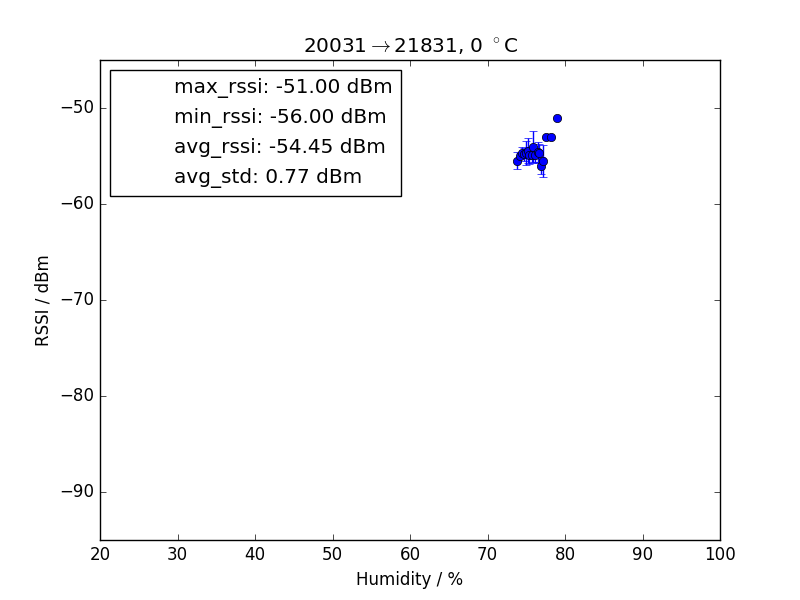 20031→21831, 0 °C
max_rssi: -51.00 dBm
min_rssi: -56.00 dBm
avg_rssi: -54.45 dBm
avg_std: 0.77 dBm
RSSI / dBm
−50
−60
−70
−80
−90
20 30 40 50 60 70 80 90 100
Humidity / %